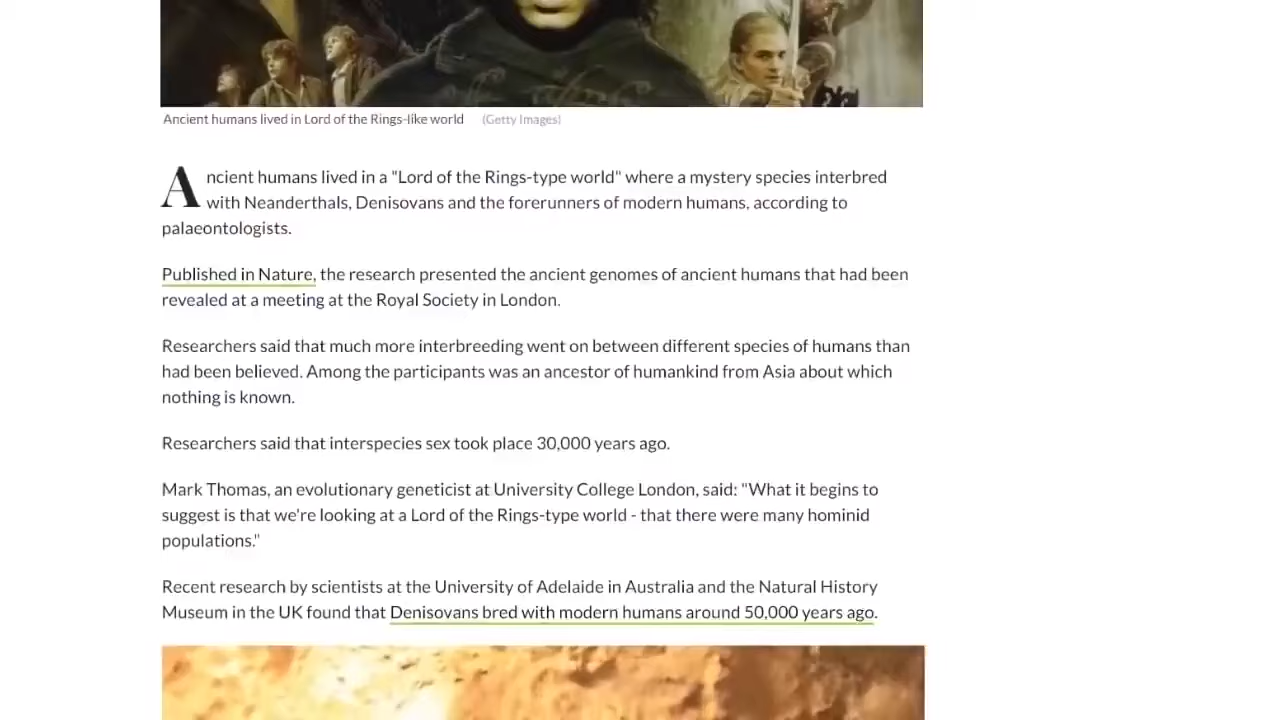 Ancient humans lived in Lord of the Rings-like world (Getty Images)
Ancient humans lived in a "Lord of the Rings-type world" where a mystery species interbred
with Neanderthals, Denisovans and the forerunners of modern humans, according to
palaeontologists.
Published in Nature, the research presented the ancient genomes of ancient humans that had been
revealed at a meeting at the Royal Society in London.
Researchers said that much more interbreeding went on between different species of humans than
had been believed. Among the participants was an ancestor of humankind from Asia about which
nothing is known.
Researchers said that interspecies sex took place 30,000 years ago.
Mark Thomas, an evolutionary geneticist at University College London, said: "What it begins to
suggest is that we're looking at a Lord of the Rings-type world - that there were many hominid
populations."
Recent research by scientists at the University of Adelaide in Australia and the Natural History
Museum in the UK found that Denisovans bred with modern humans around 50,000 years ago.